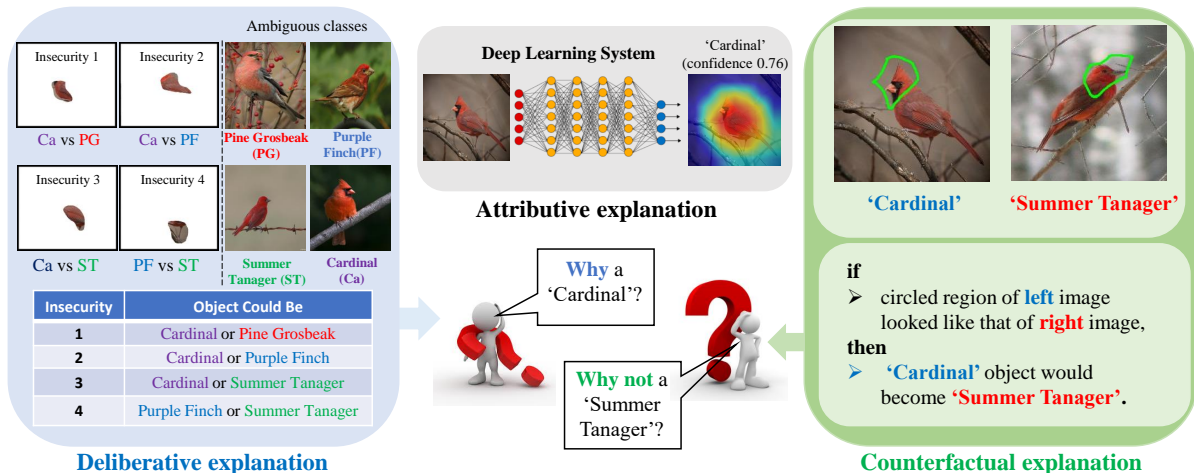 Ambiguous classes
Insecurity 1
Insecurity 2
Ca vs PG
Ca vs PF
Pine Grosbeak
(PG)
Purple
Finch(PF)
Insecurity 3
Insecurity 4
Ca vs ST
PF vs ST
Summer
Tanager (ST)
Cardinal
(Ca)
Insecurity Object Could Be
1 Cardinal or Pine Grosbeak
2 Cardinal or Purple Finch
3 Cardinal or Summer Tanager
4 Purple Finch or Summer Tanager
Deliberative explanation
Deep Learning System
‘Cardinal’
(confidence 0.76)
Attributive explanation
Why a
‘Cardinal’?
Why not a
‘Summer
Tanager’?
‘Cardinal’
‘Summer Tanager’
if
➢ circled region of left image
looked like that of right image,
then
➢ ‘Cardinal’ object would
become ‘Summer Tanager’.
Counterfactual explanation